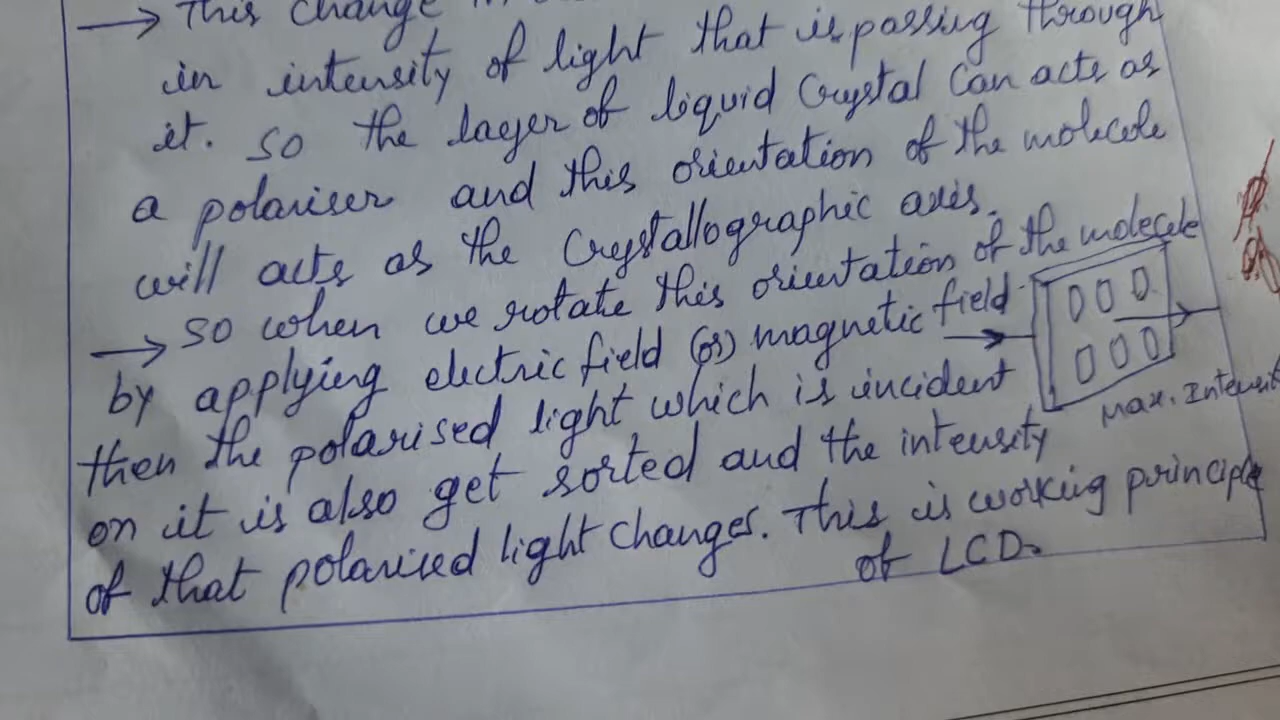 → This change in
in intensity of light that is passing through
it. so the layer of liquid Crystal Can acts as
a polariser and this orientation of the molecule
will acts as the Crystallographic axis.
→ so when we rotate this orientation of the molecule
by applying electric field (or) magnetic field
then the polarised light which is incident
Max. Intensit
on it is also get sorted and the intensity
of that polarised light changes. This is working principle
of LCD.